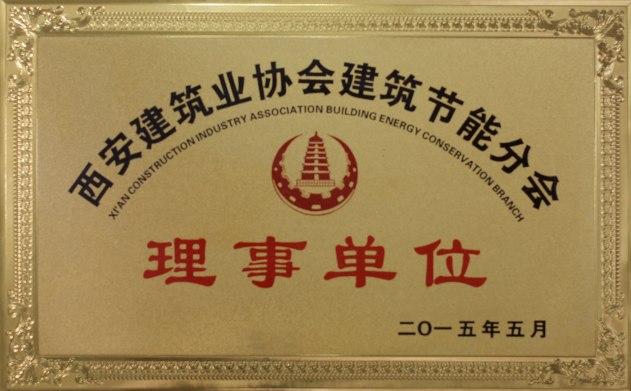 西安建筑业协会建筑节能分会
XI'AN CONSTRUCTION INDUSTRY ASSOCIATION BUILDING ENERGY CONSERVATION BRANCH
理事单位
二〇一五年五月